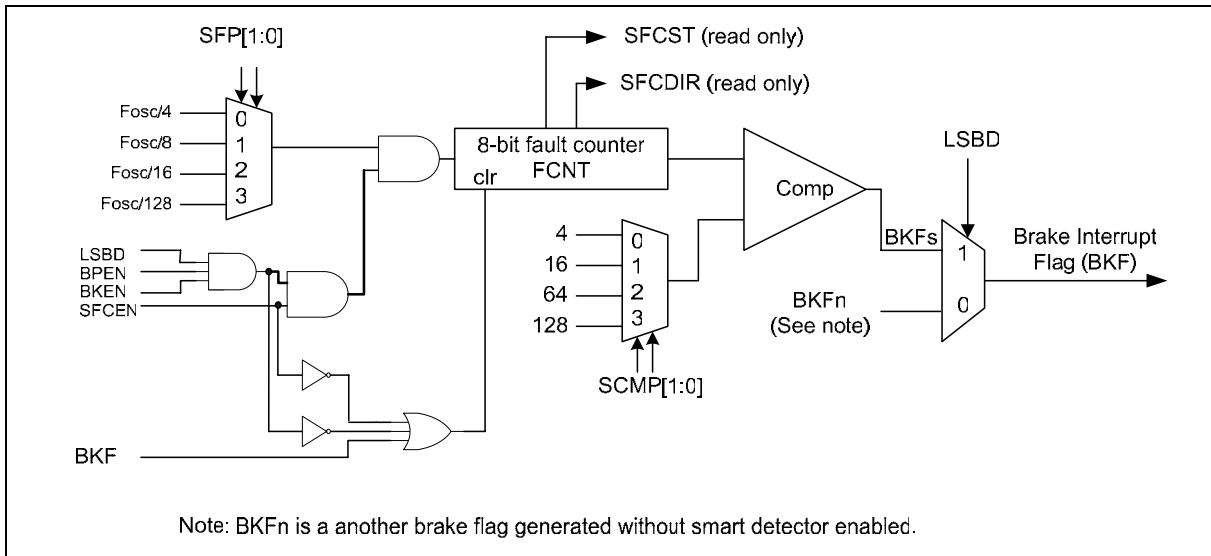 SFP[1:0]
SFCST (read only)
SFCDIR (read only)
Fosc/4
Fosc/8
Fosc/16
Fosc/128
0
1
2
3
8-bit fault counter
FCNT
clr
Comp
LSBD
LSBD
BPEN
BKEN
SFCEN
4
16
64
128
0
1
2
3
SCMP[1:0]
BKFs
1
0
BKFn
(See note)
Brake Interrupt
Flag (BKF)
BKF
Note: BKFn is a another brake flag generated without smart detector enabled.